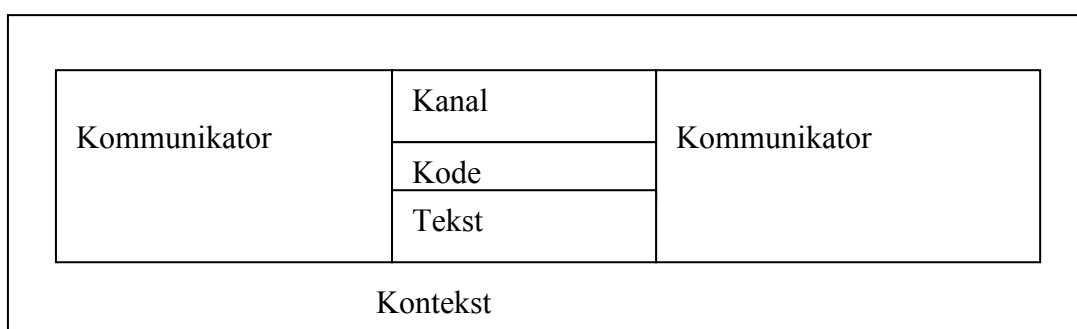 Kommunikator
Kanal
Kode
Tekst
Kommunikator
Kontekst